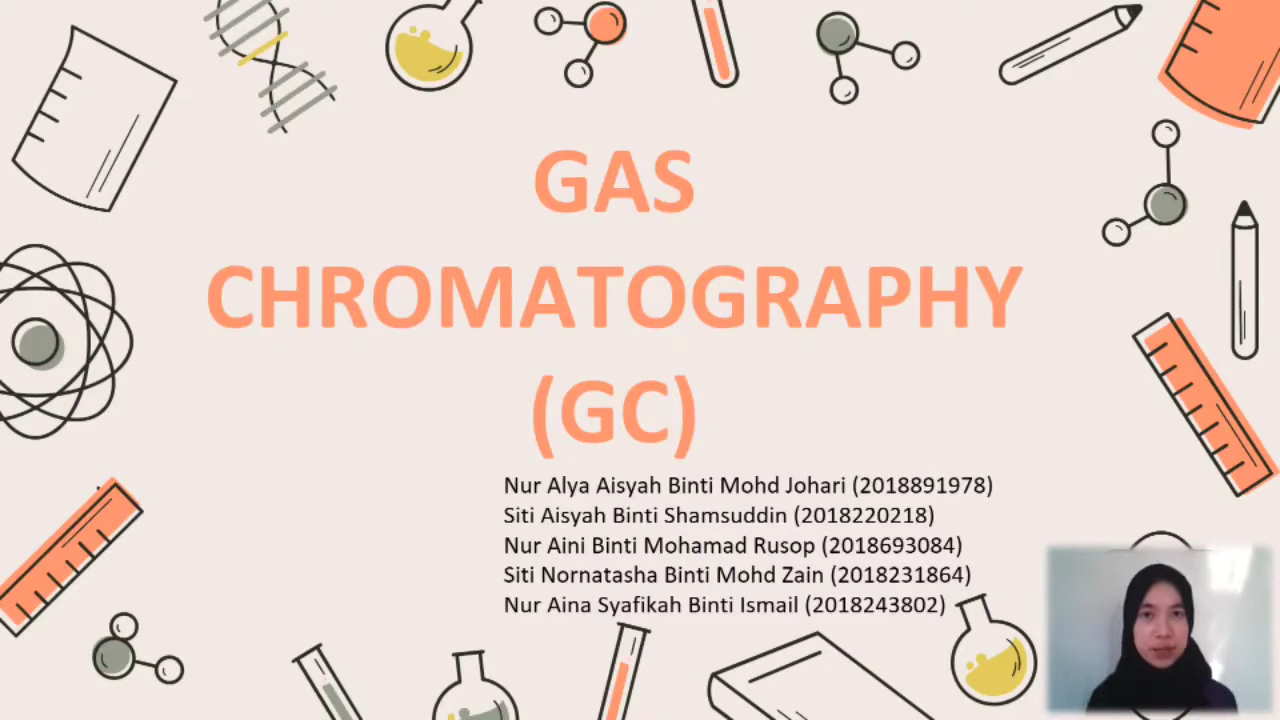 GAS
CHROMATOGRAPHY
(GC)
Nur Alya Aisyah Binti Mohd Johari (2018891978)
Siti Aisyah Binti Shamsuddin (2018220218)
Nur Aini Binti Mohamad Rusop (2018693084)
Siti Nornatasha Binti Mohd Zain (2018231864)
Nur Aina Syafikah Binti Ismail (2018243802)